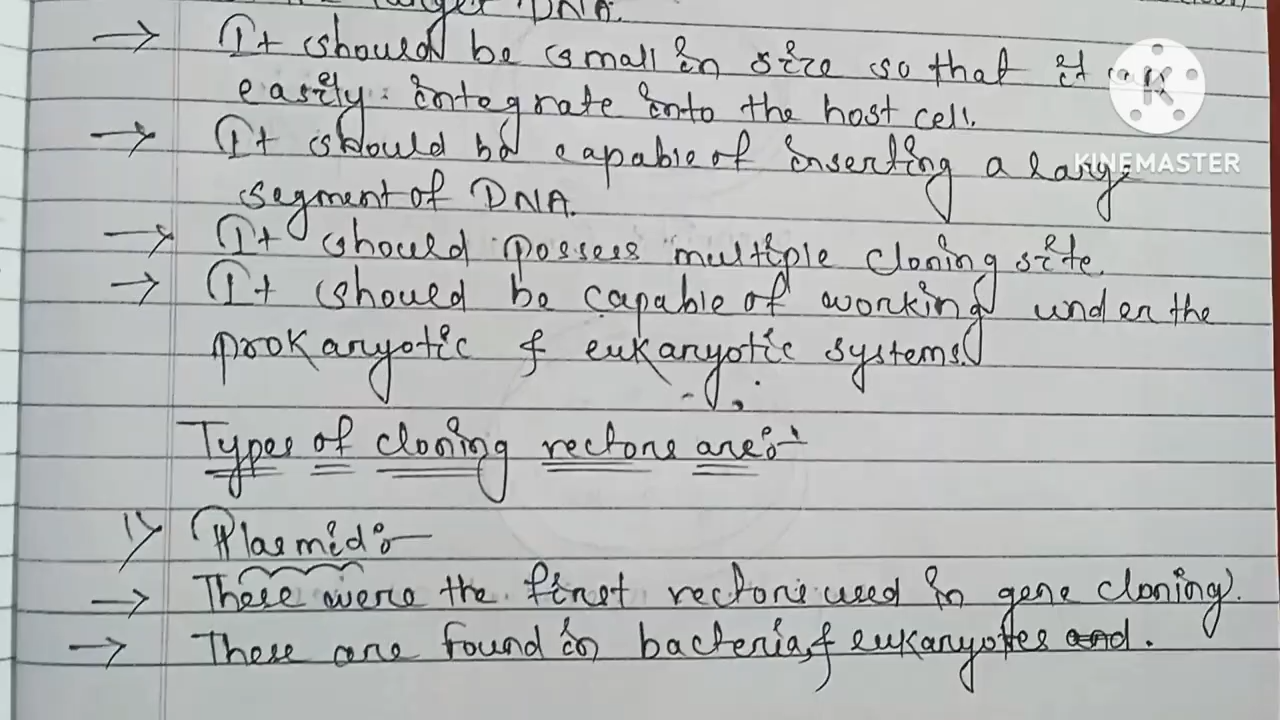 larger DNA.
→ It should be small in size so that it can
easily integrate into the host cell.
→ It should be capable of inserting a large
segment of DNA.
→ It should possess multiple cloning site.
→ It should be capable of working under the
prokaryotic & eukaryotic systems.
Types of cloning vectors are:-
1) Plasmid:-
→ These were the first vectors used in gene cloning.
→ These are found in bacteria, & eukaryotes and.
K
KINEMASTER